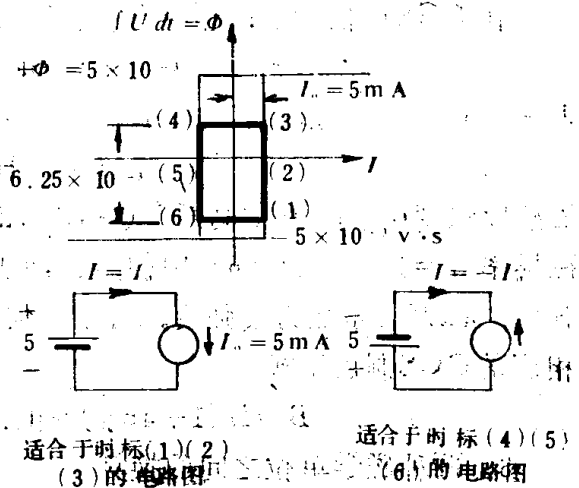 ∫U dt = Φ
+Φ = 5 × 10
I₀ = 5 m A
(4) (3)
6.25 × 10 (5) (2) I
(6) (1)
- 5 × 10 v·s
I = I₀ I = -I₀
+ 5 - I₀ = 5 m A 5 - +
适合于时标(1)(2)
(3)的电路图
适合于时标(4)(5)
(6)的电路图